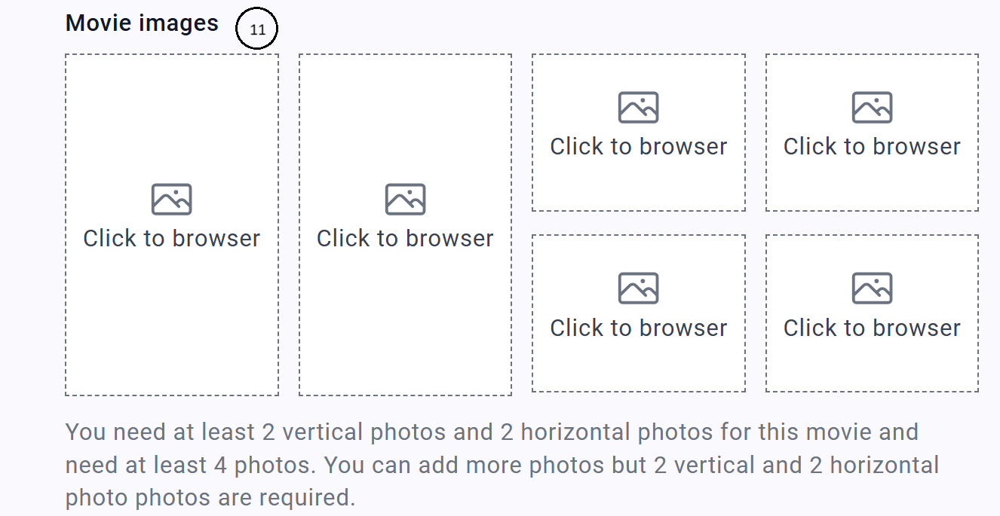 Movie images 11
Click to browser
Click to browser
Click to browser
Click to browser
Click to browser
Click to browser
You need at least 2 vertical photos and 2 horizontal photos for this movie and
need at least 4 photos. You can add more photos but 2 vertical and 2 horizontal
photo photos are required.